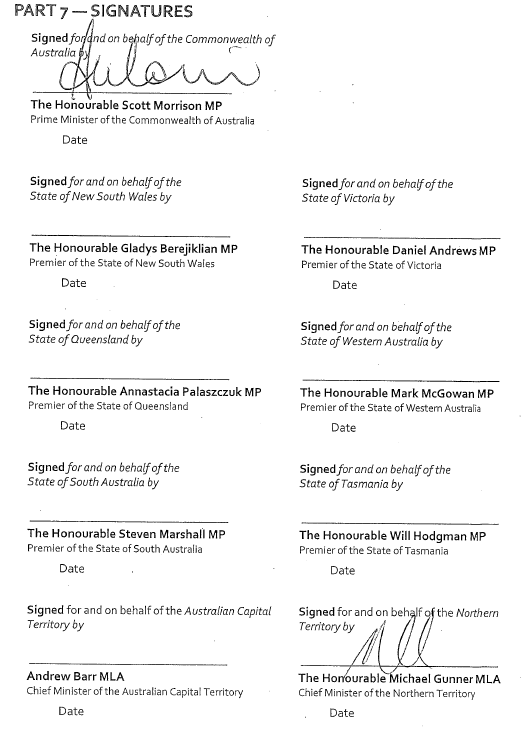 PART 7 — SIGNATURES
Signed for and on behalf of the Commonwealth of
Australia by
The Honourable Scott Morrison MP
Prime Minister of the Commonwealth of Australia
Date
Signed for and on behalf of the
State of New South Wales by
The Honourable Gladys Berejiklian MP
Premier of the State of New South Wales
Date
Signed for and on behalf of the
State of Victoria by
The Honourable Daniel Andrews MP
Premier of the State of Victoria
Date
Signed for and on behalf of the
State of Queensland by
The Honourable Annastacia Palaszczuk MP
Premier of the State of Queensland
Date
Signed for and on behalf of the
State of Western Australia by
The Honourable Mark McGowan MP
Premier of the State of Western Australia
Date
Signed for and on behalf of the
State of South Australia by
The Honourable Steven Marshall MP
Premier of the State of South Australia
Date
Signed for and on behalf of the
State of Tasmania by
The Honourable Will Hodgman MP
Premier of the State of Tasmania
Date
Signed for and on behalf of the Australian Capital
Territory by
Andrew Barr MLA
Chief Minister of the Australian Capital Territory
Date
Signed for and on behalf of the Northern
Territory by
The Honourable Michael Gunner MLA
Chief Minister of the Northern Territory
Date